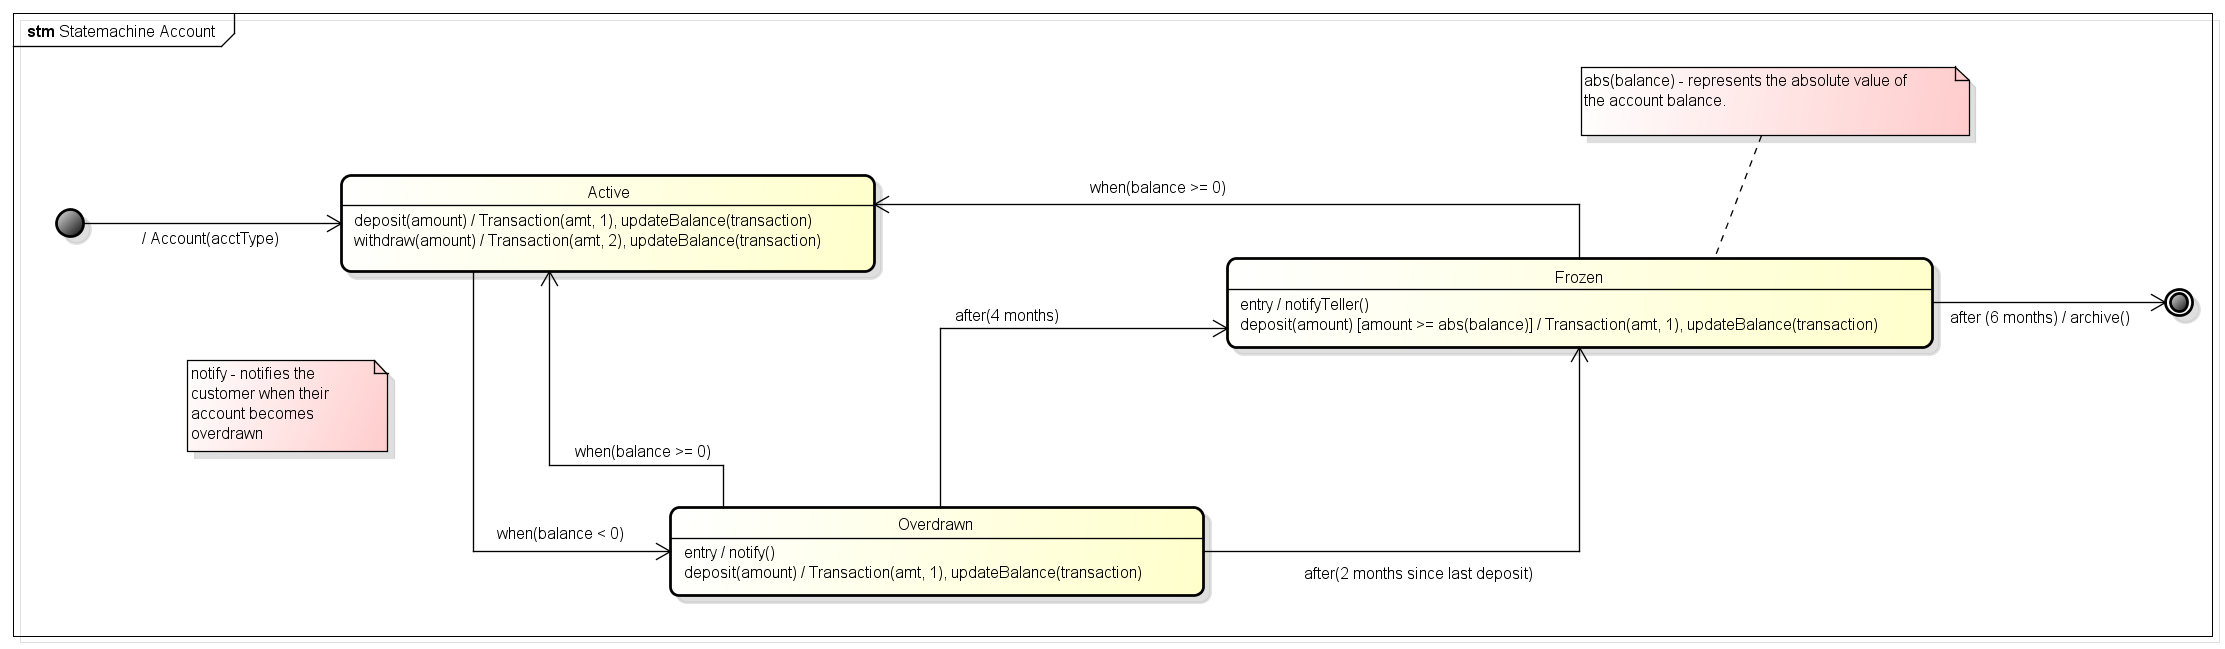 stm Statemachine Account
abs(balance) - represents the absolute value of
the account balance.
Active
deposit(amount) / Transaction(amt, 1), updateBalance(transaction)
withdraw(amount) / Transaction(amt, 2), updateBalance(transaction)
when(balance >= 0)
/ Account(acctType)
Frozen
entry / notifyTeller()
deposit(amount) [amount >= abs(balance)] / Transaction(amt, 1), updateBalance(transaction)
after(4 months)
after (6 months) / archive()
notify - notifies the
customer when their
account becomes
overdrawn
when(balance >= 0)
when(balance < 0)
Overdrawn
entry / notify()
deposit(amount) / Transaction(amt, 1), updateBalance(transaction)
after(2 months since last deposit)